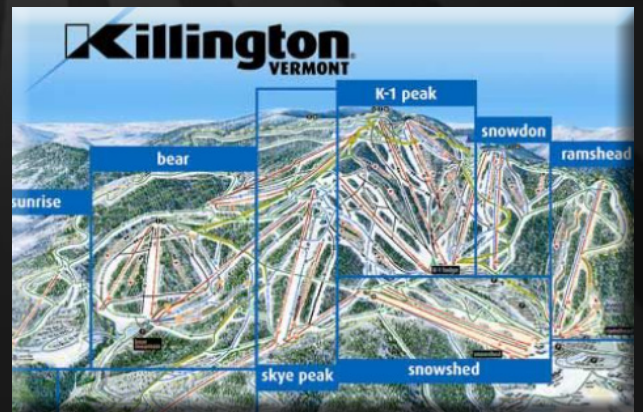 Killington
VERMONT
K-1 peak
snowdon
bear
ramshead
sunrise
skye peak
snowshed